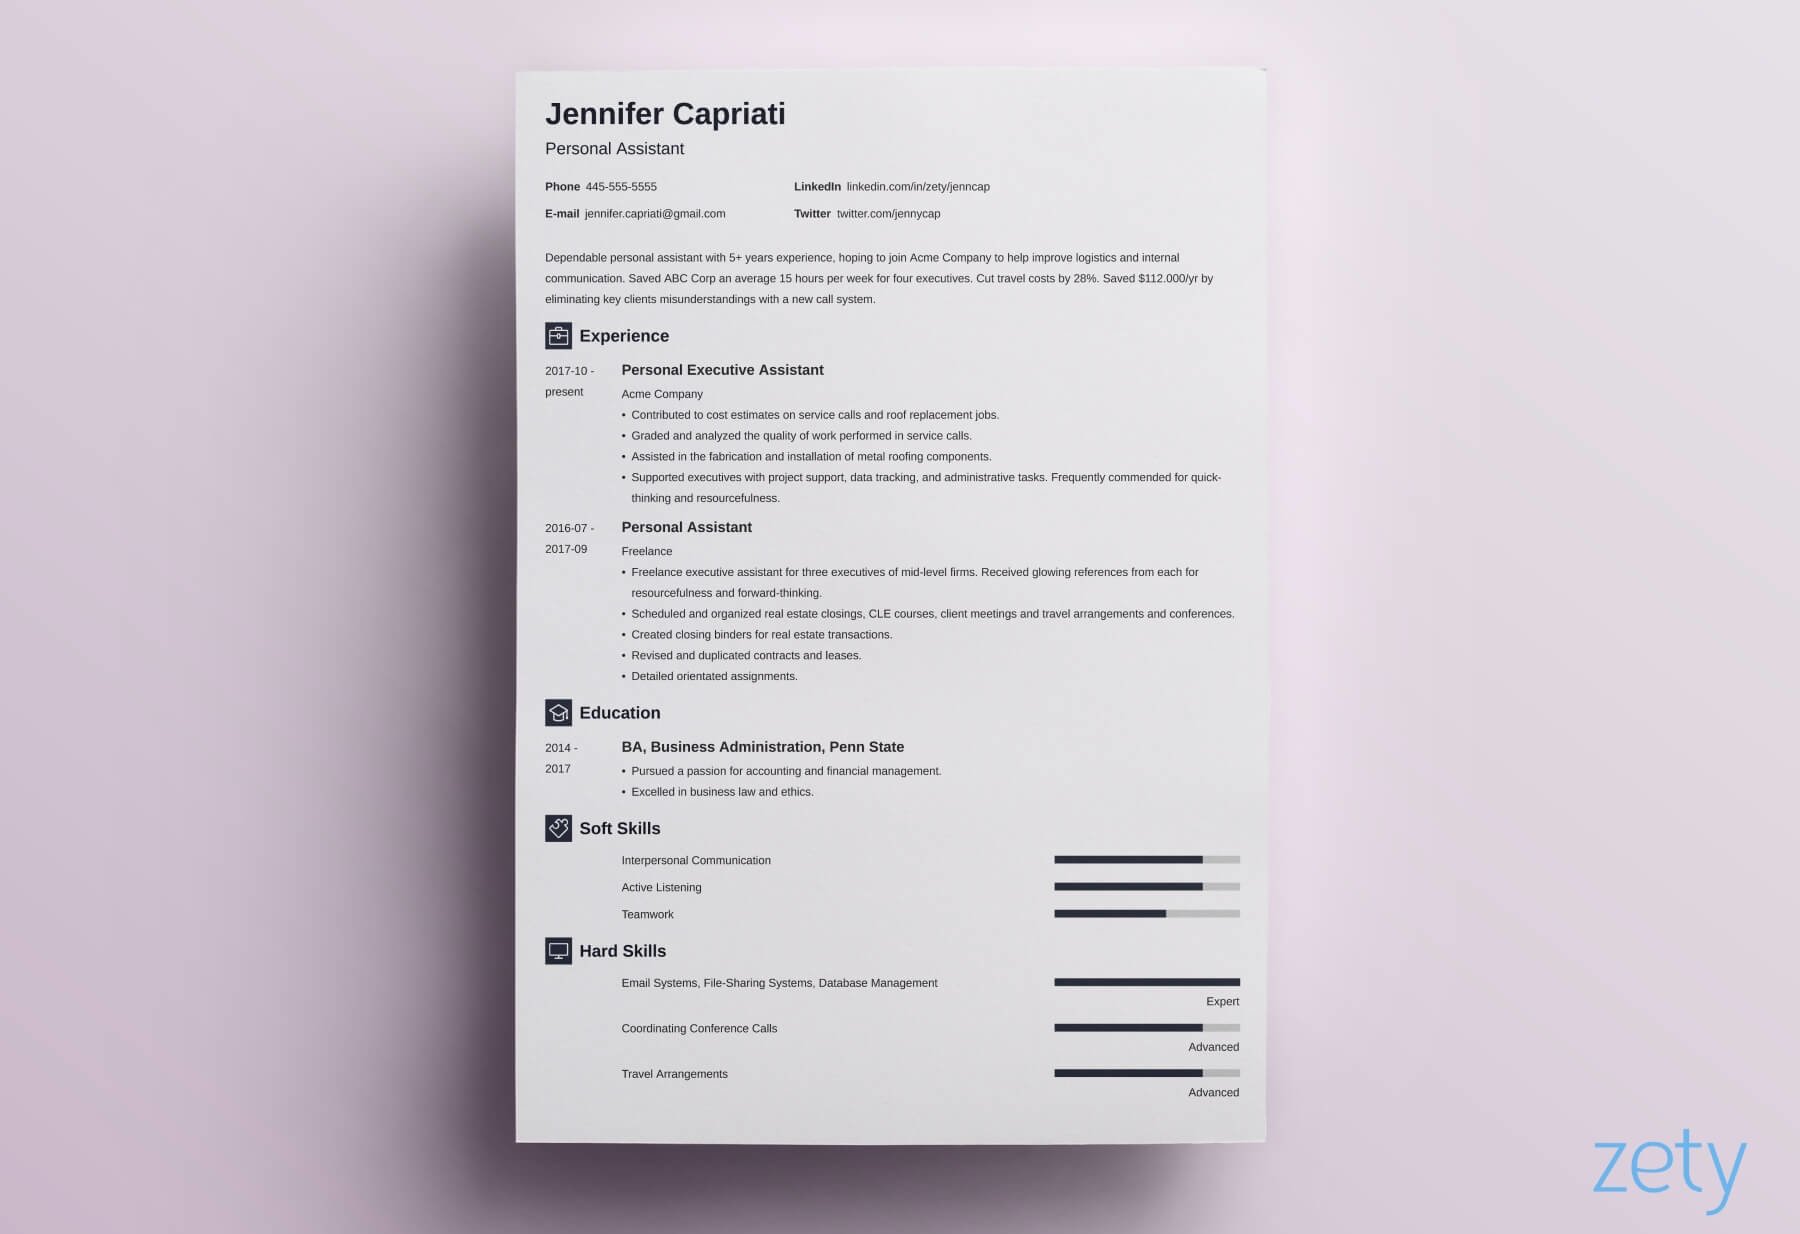 Jennifer Capriati
Personal Assistant
Phone 445-555-5555 LinkedIn linkedin.com/in/zety/jenncap
E-mail jennifer.capriati@gmail.com Twitter twitter.com/jennycap
Dependable personal assistant with 5+ years experience, hoping to join Acme Company to help improve logistics and internal
communication. Saved ABC Corp an average 15 hours per week for four executives. Cut travel costs by 28%. Saved $112.000/yr by
eliminating key clients misunderstandings with a new call system.
Experience
2017-10 - Personal Executive Assistant
present Acme Company
• Contributed to cost estimates on service calls and roof replacement jobs.
• Graded and analyzed the quality of work performed in service calls.
• Assisted in the fabrication and installation of metal roofing components.
• Supported executives with project support, data tracking, and administrative tasks. Frequently commended for quick-
thinking and resourcefulness.
2016-07 - Personal Assistant
2017-09 Freelance
• Freelance executive assistant for three executives of mid-level firms. Received glowing references from each for
resourcefulness and forward-thinking.
• Scheduled and organized real estate closings, CLE courses, client meetings and travel arrangements and conferences.
• Created closing binders for real estate transactions.
• Revised and duplicated contracts and leases.
• Detailed orientated assignments.
Education
2014 - BA, Business Administration, Penn State
2017 • Pursued a passion for accounting and financial management.
• Excelled in business law and ethics.
Soft Skills
Interpersonal Communication
Active Listening
Teamwork
Hard Skills
Email Systems, File-Sharing Systems, Database Management
Expert
Coordinating Conference Calls
Advanced
Travel Arrangements
Advanced
zety